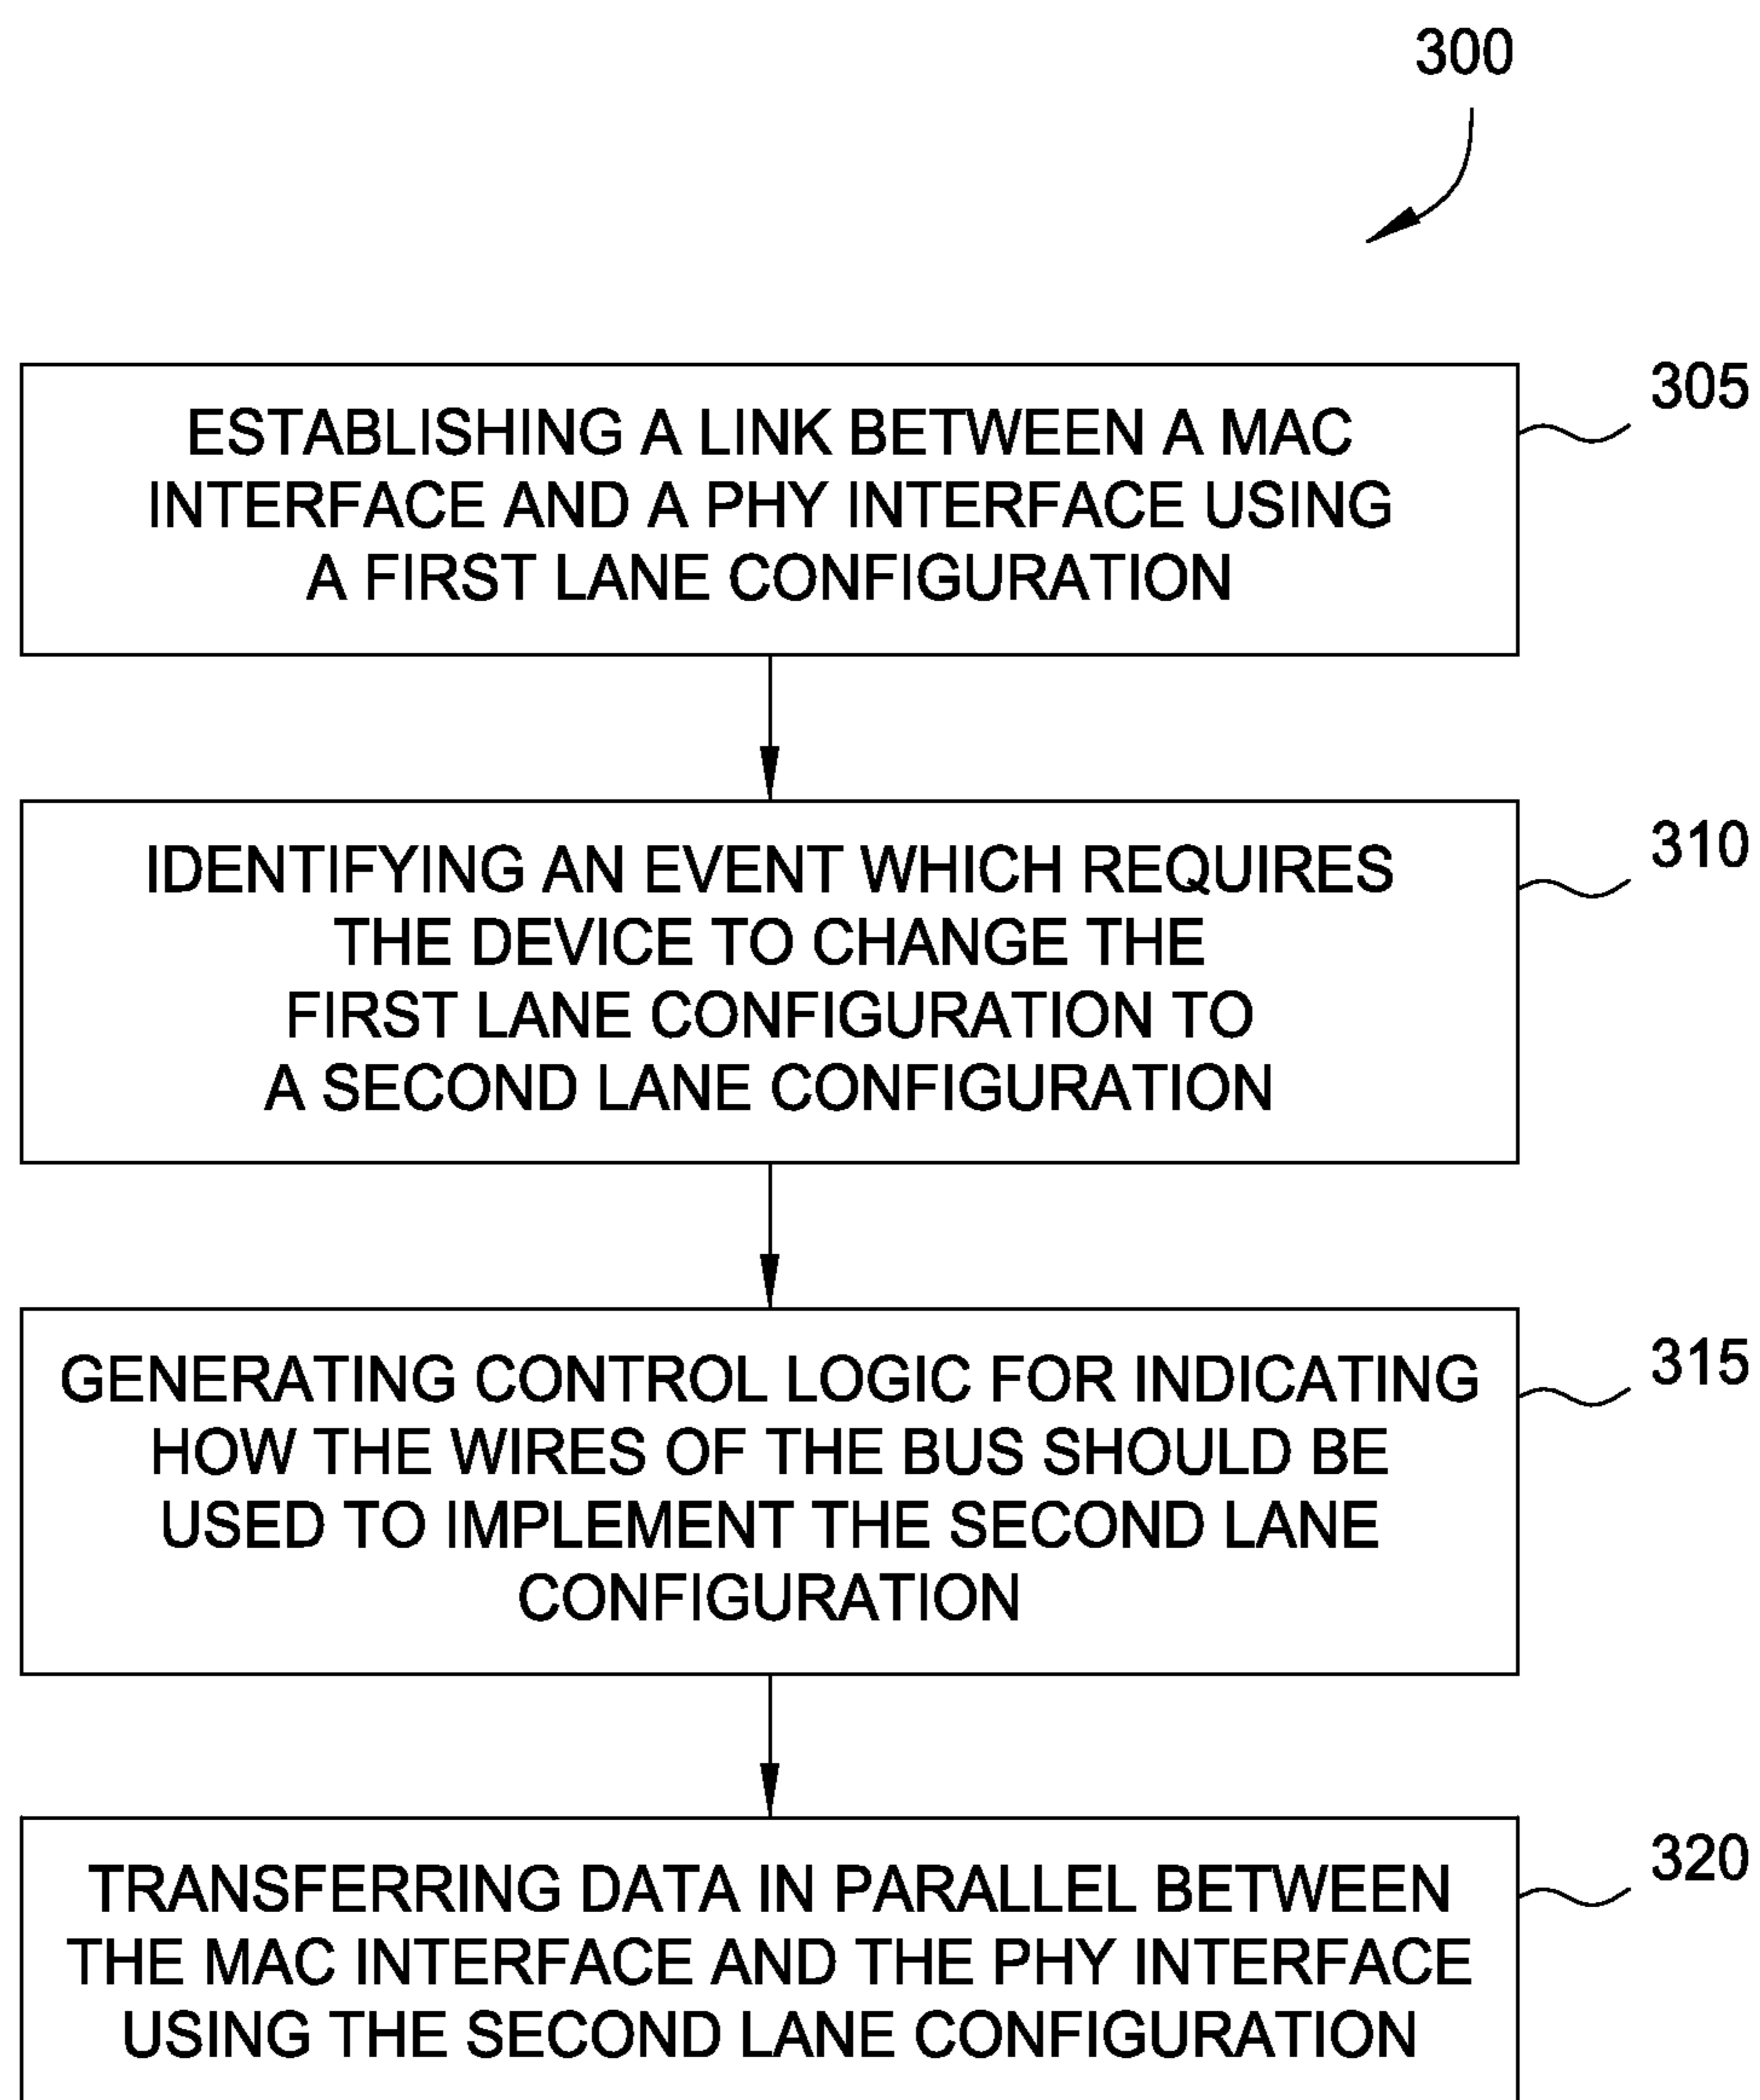 300
305
ESTABLISHING A LINK BETWEEN A MAC
INTERFACE AND A PHY INTERFACE USING
A FIRST LANE CONFIGURATION
310
IDENTIFYING AN EVENT WHICH REQUIRES
THE DEVICE TO CHANGE THE
FIRST LANE CONFIGURATION TO
A SECOND LANE CONFIGURATION
315
GENERATING CONTROL LOGIC FOR INDICATING
HOW THE WIRES OF THE BUS SHOULD BE
USED TO IMPLEMENT THE SECOND LANE
CONFIGURATION
320
TRANSFERRING DATA IN PARALLEL BETWEEN
THE MAC INTERFACE AND THE PHY INTERFACE
USING THE SECOND LANE CONFIGURATION